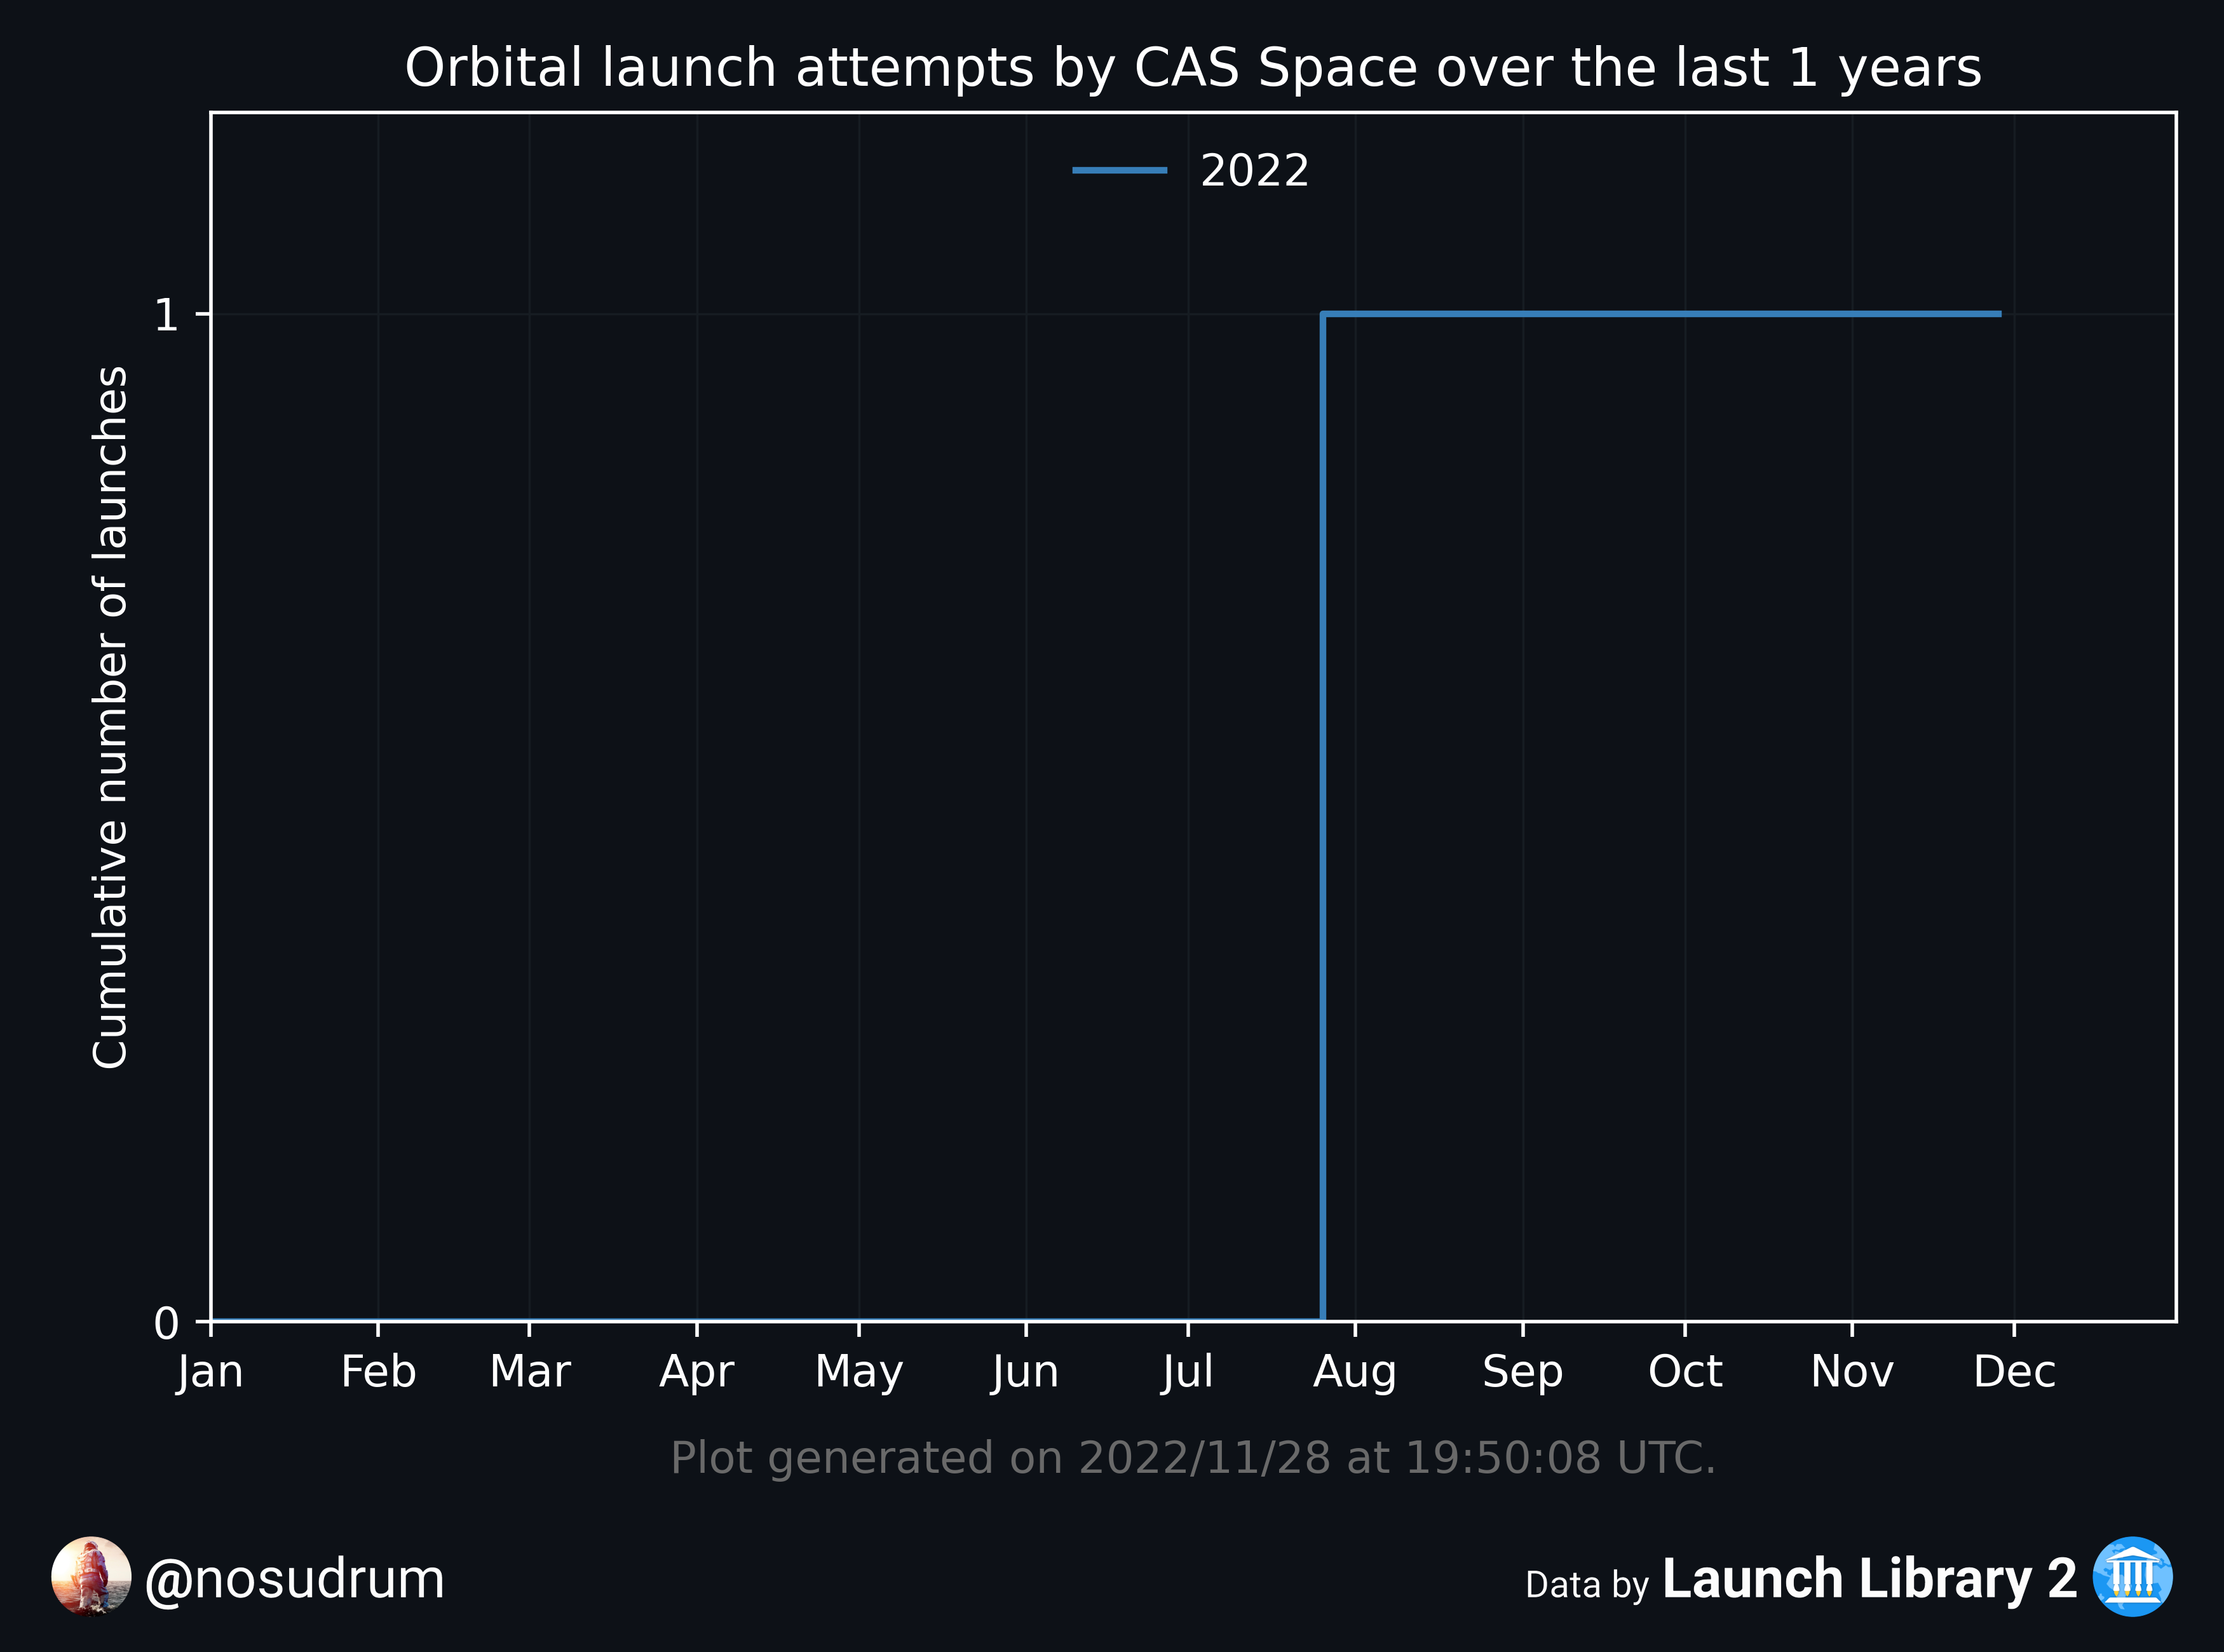 Orbital launch attempts by CAS Space over the last 1 years
2022
Cumulative number of launches
1
0
Jan Feb Mar Apr May Jun Jul Aug Sep Oct Nov Dec
Plot generated on 2022/11/28 at 19:50:08 UTC.
@nosudrum
Data by Launch Library 2